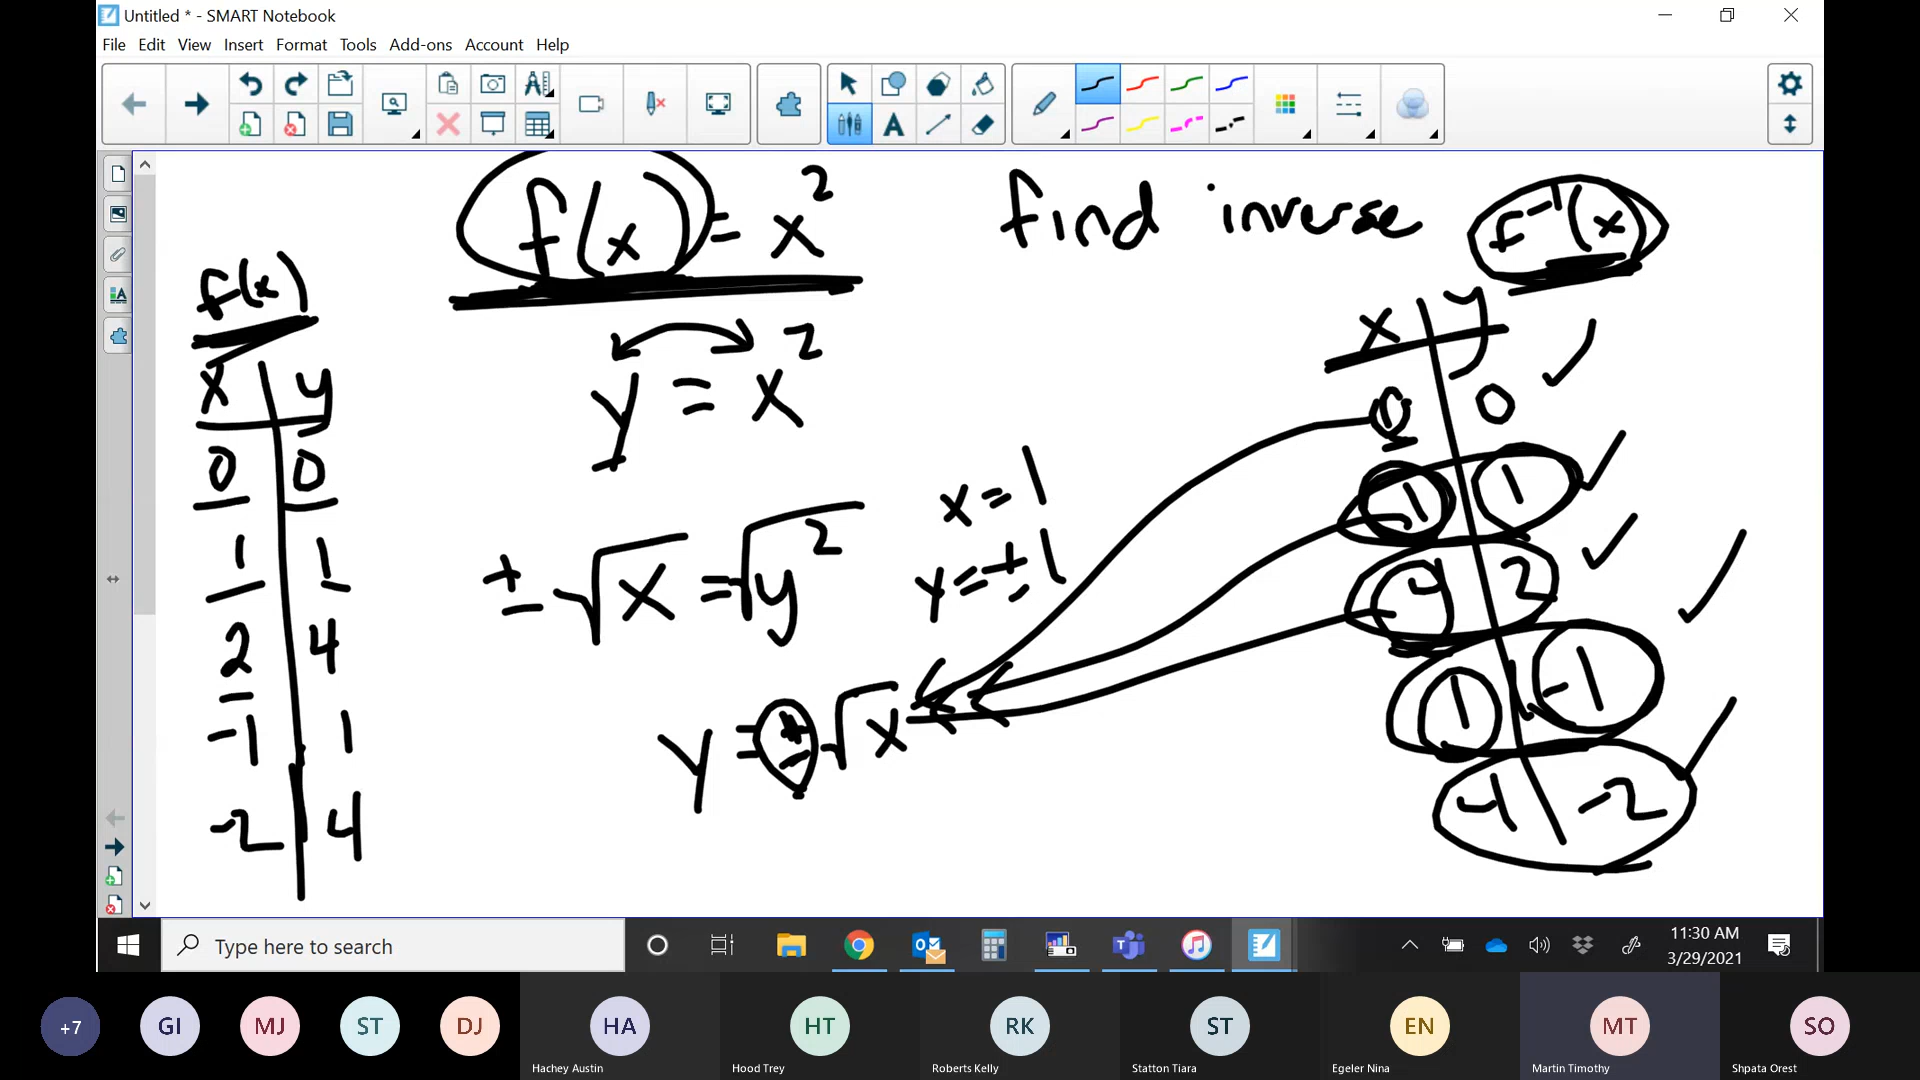 Untitled * - SMART Notebook
File Edit View Insert Format Tools Add-ons Account Help
f(x) = x²
find inverse f⁻¹(x)
f(x)
x y
0 0
1 1
2 4
-1 1
-2 4
y = x²
± √x = √y²
y = ± √x
x = 1
y = ± 1
x y
0 0
1 1
4 2
1 -1
4 -2
Type here to search
11:30 AM
3/29/2021
+7
GI
MJ
ST
DJ
HA
Hachey Austin
HT
Hood Trey
RK
Roberts Kelly
ST
Statton Tiara
EN
Egeler Nina
MT
Martin Timothy
SO
Shpata Orest